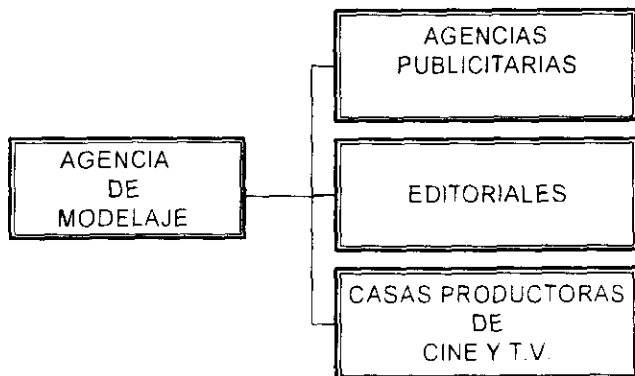 AGENCIAS
PUBLICITARIAS
AGENCIA
DE
MODELAJE
EDITORIALES
CASAS PRODUCTORAS
DE
CINE Y T.V.